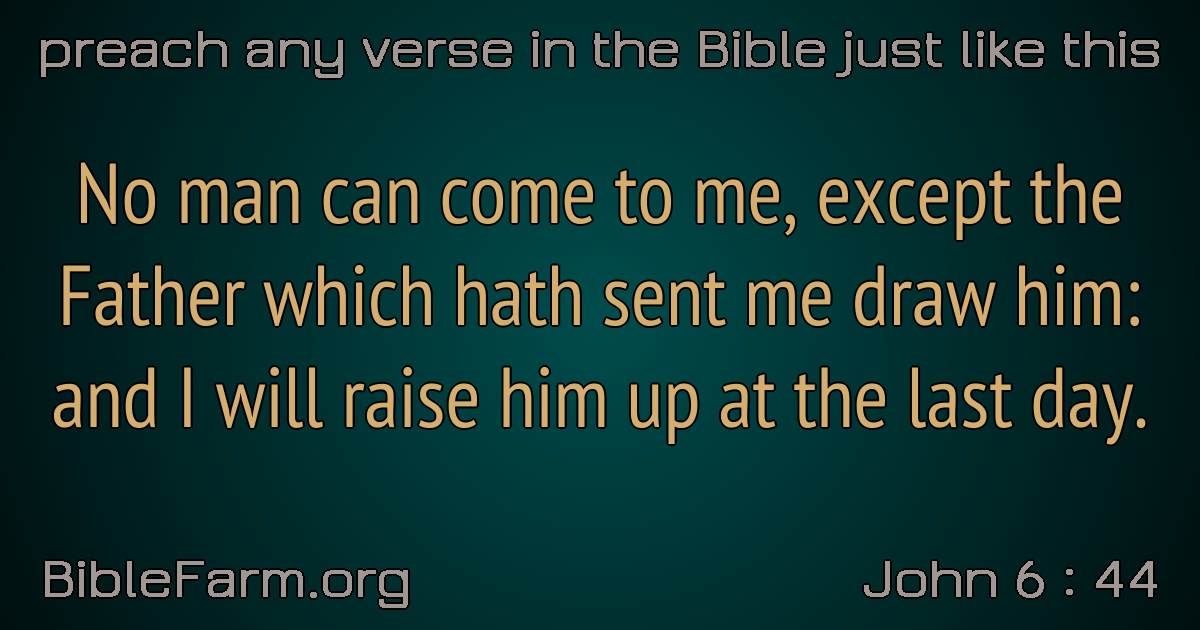 preach any verse in the Bible just like this
No man can come to me, except the
Father which hath sent me draw him:
and I will raise him up at the last day.
BibleFarm.org
John 6 : 44